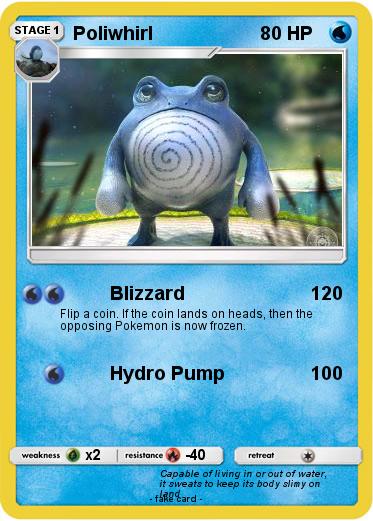 STAGE 1 Poliwhirl 80 HP
Blizzard 120
Flip a coin. If the coin lands on heads, then the
opposing Pokemon is now frozen.
Hydro Pump 100
weakness x2 resistance -40 retreat
Capable of living in or out of water,
it sweats to keep its body slimy on
land.
- fake card -